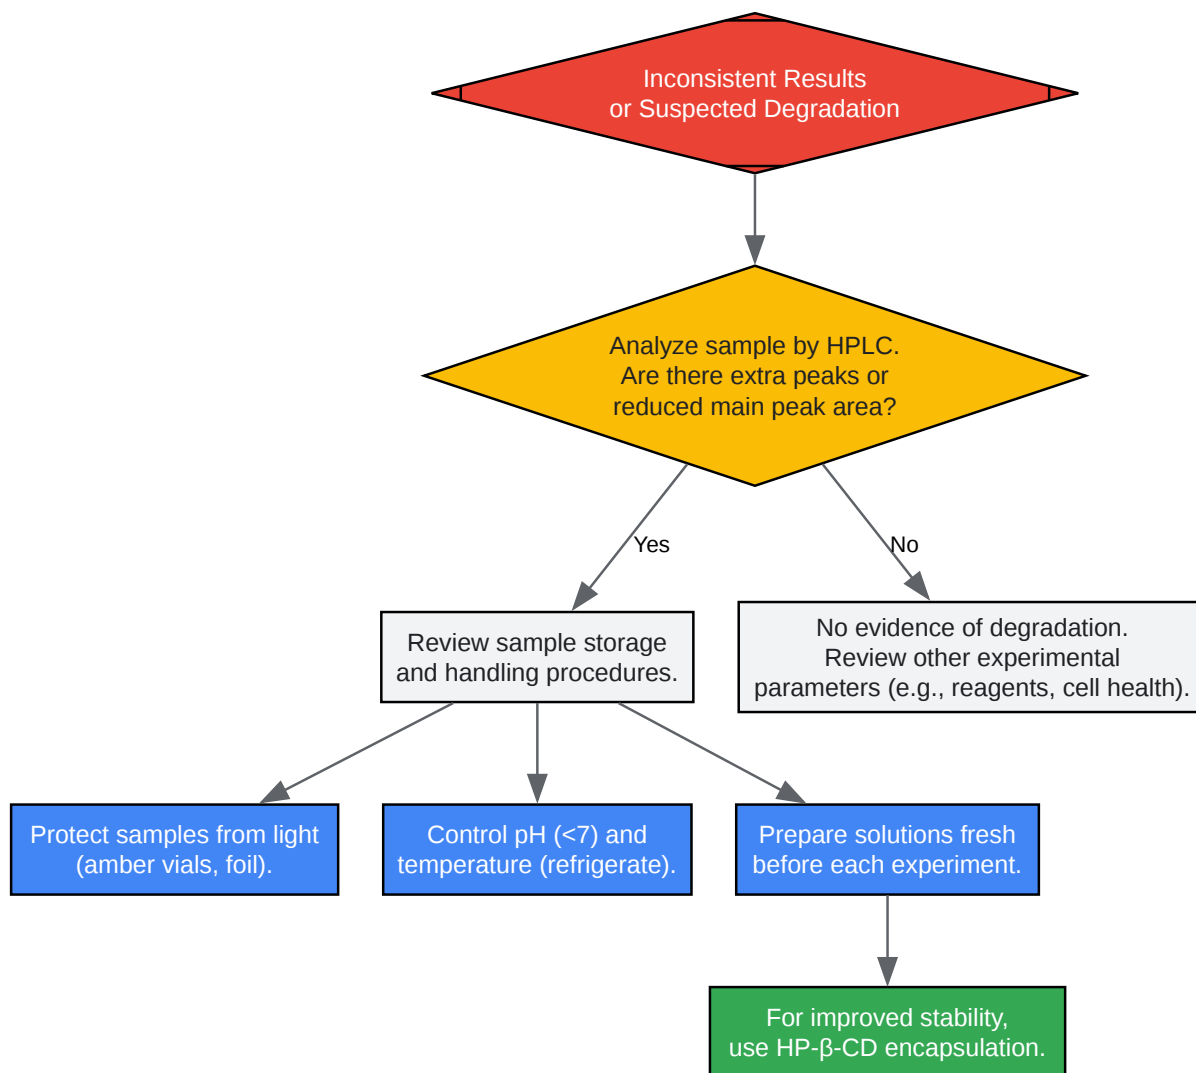 Inconsistent Results
or Suspected Degradation
Analyze sample by HPLC.
Are there extra peaks or
reduced main peak area?
Yes
No
Review sample storage
and handling procedures.
No evidence of degradation.
Review other experimental
parameters (e.g., reagents, cell health).
Protect samples from light
(amber vials, foil).
Control pH (<7) and
temperature (refrigerate).
Prepare solutions fresh
before each experiment.
For improved stability,
use HP-β-CD encapsulation.